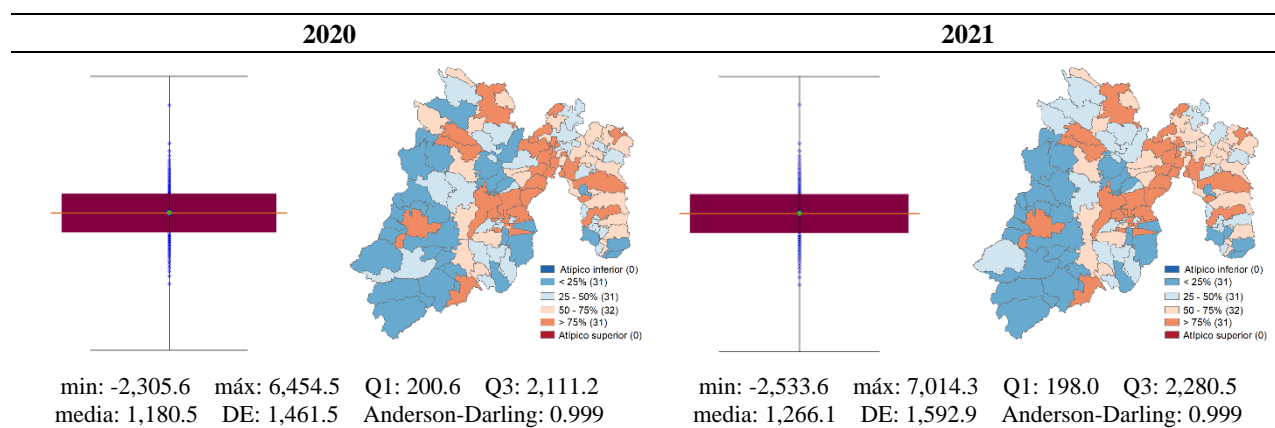 2020 2021
Atípico inferior (0)
< 25% (31)
25 - 50% (31)
50 - 75% (32)
> 75% (31)
Atípico superior (0)
Atípico inferior (0)
< 25% (31)
25 - 50% (31)
50 - 75% (32)
> 75% (31)
Atípico superior (0)
min: -2,305.6 máx: 6,454.5 Q1: 200.6 Q3: 2,111.2
media: 1,180.5 DE: 1,461.5 Anderson-Darling: 0.999
min: -2,533.6 máx: 7,014.3 Q1: 198.0 Q3: 2,280.5
media: 1,266.1 DE: 1,592.9 Anderson-Darling: 0.999